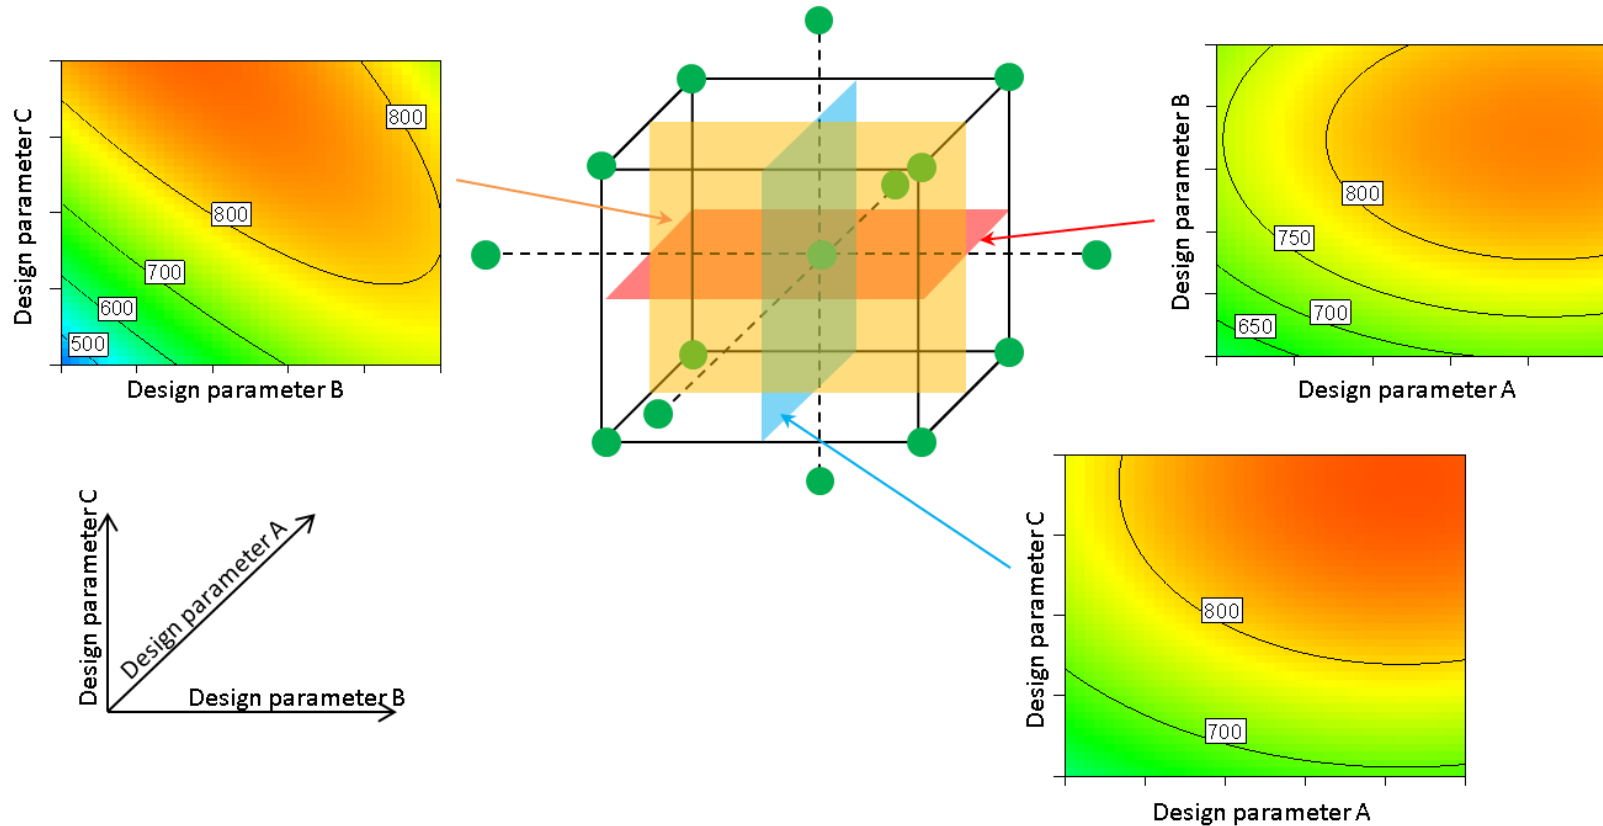 Design parameter C
800
800
700
600
500
Design parameter B
Design parameter B
800
750
700
650
Design parameter A
Design parameter C
Design parameter A
Design parameter B
Design parameter C
800
700
Design parameter A